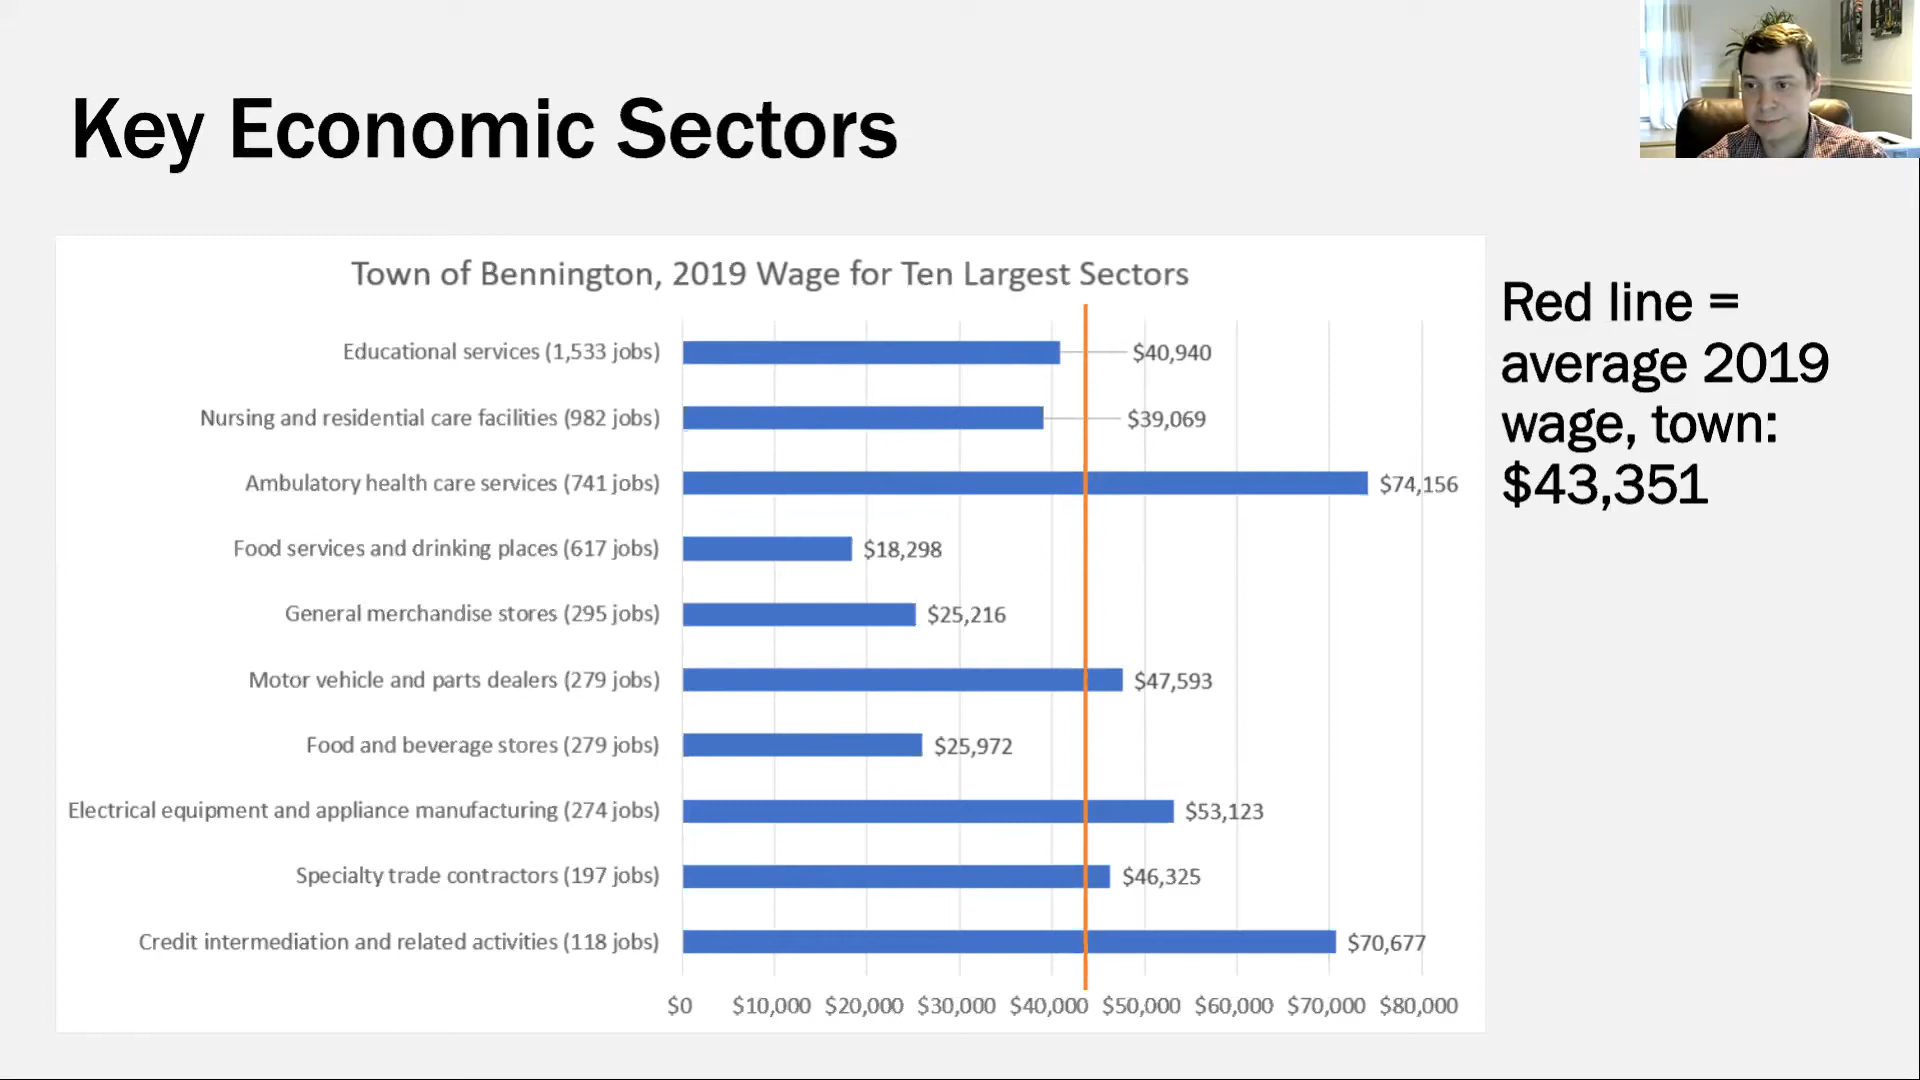 Key Economic Sectors
Town of Bennington, 2019 Wage for Ten Largest Sectors
Educational services (1,533 jobs) $40,940
Nursing and residential care facilities (982 jobs) $39,069
Ambulatory health care services (741 jobs) $74,156
Food services and drinking places (617 jobs) $18,298
General merchandise stores (295 jobs) $25,216
Motor vehicle and parts dealers (279 jobs) $47,593
Food and beverage stores (279 jobs) $25,972
Electrical equipment and appliance manufacturing (274 jobs) $53,123
Specialty trade contractors (197 jobs) $46,325
Credit intermediation and related activities (118 jobs) $70,677
$0 $10,000 $20,000 $30,000 $40,000 $50,000 $60,000 $70,000 $80,000
Red line =
average 2019
wage, town:
$43,351